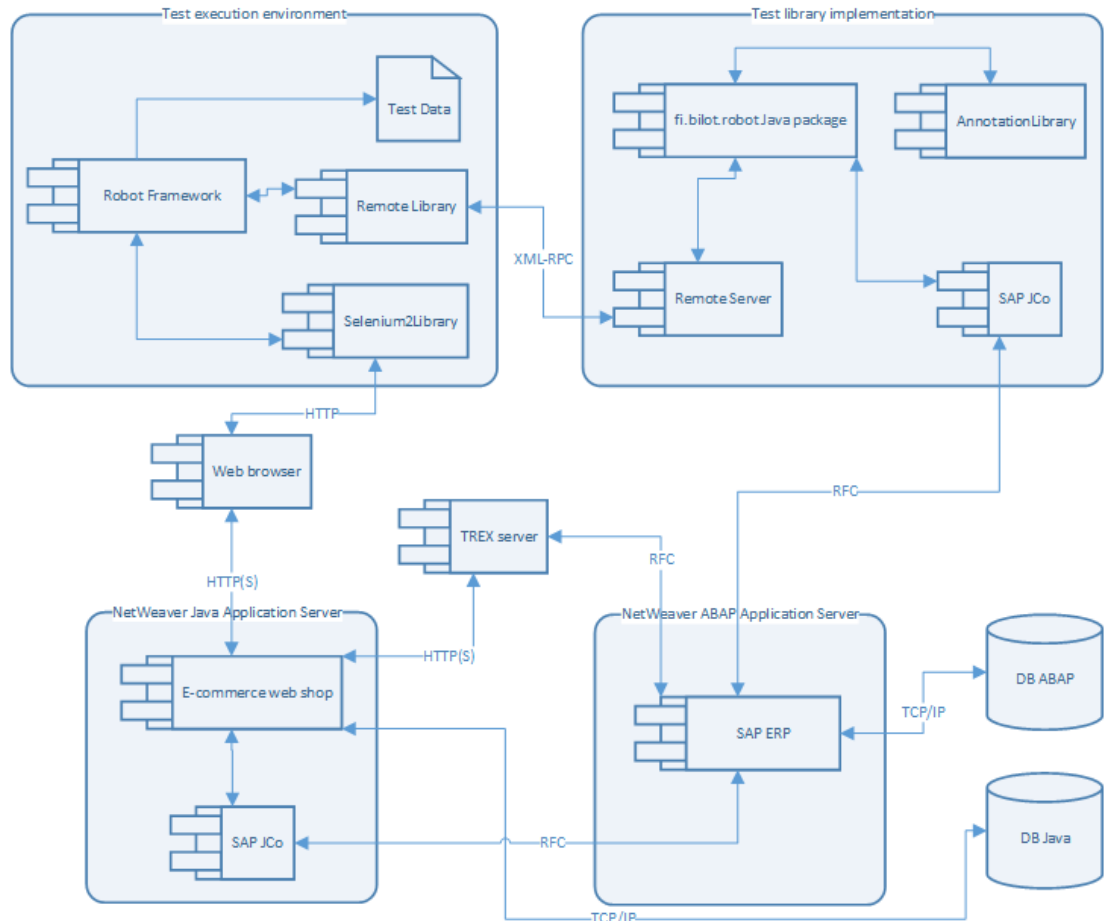 Test execution environment
Test library implementation
Test Data
fi.bilot.robot.Java package
AnnotationLibrary
Robot Framework
Remote Library
XML-RPC
Remote Server
SAP JCo
Selenium2Library
HTTP
Web browser
RFC
TREX server
RFC
HTTP(S)
NetWeaver Java Application Server
NetWeaver ABAP Application Server
HTTP(S)
E-commerce web shop
DB ABAP
TCP/IP
SAP ERP
SAP JCo
RFC
DB Java
TCP/IP